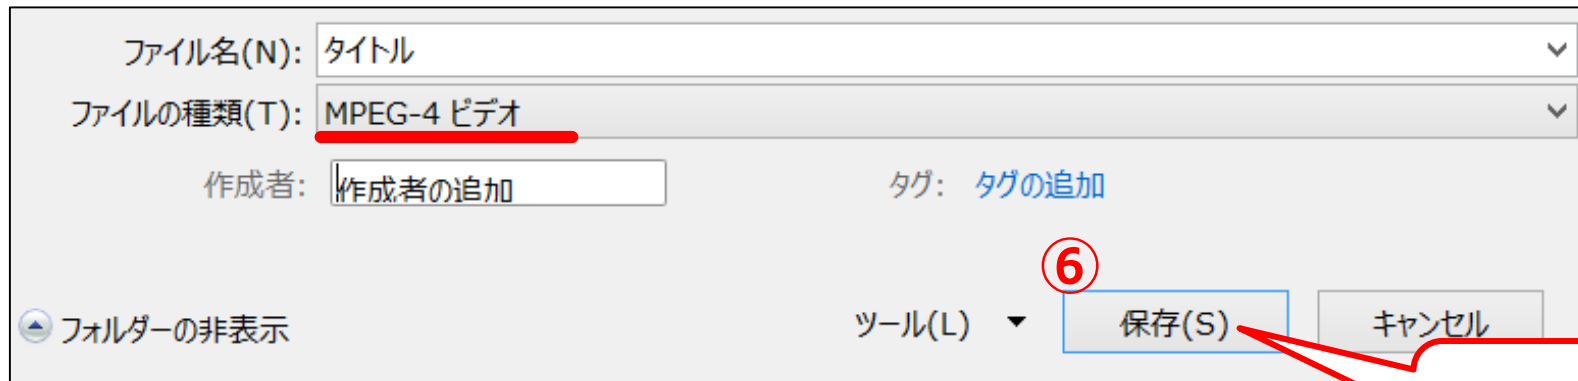 ファイル名(N): タイトル
ファイルの種類(T): MPEG-4 ビデオ
作成者: 作成者の追加 タグ: タグの追加
⑥
フォルダーの非表示 ツール(L) 保存(S) キャンセル